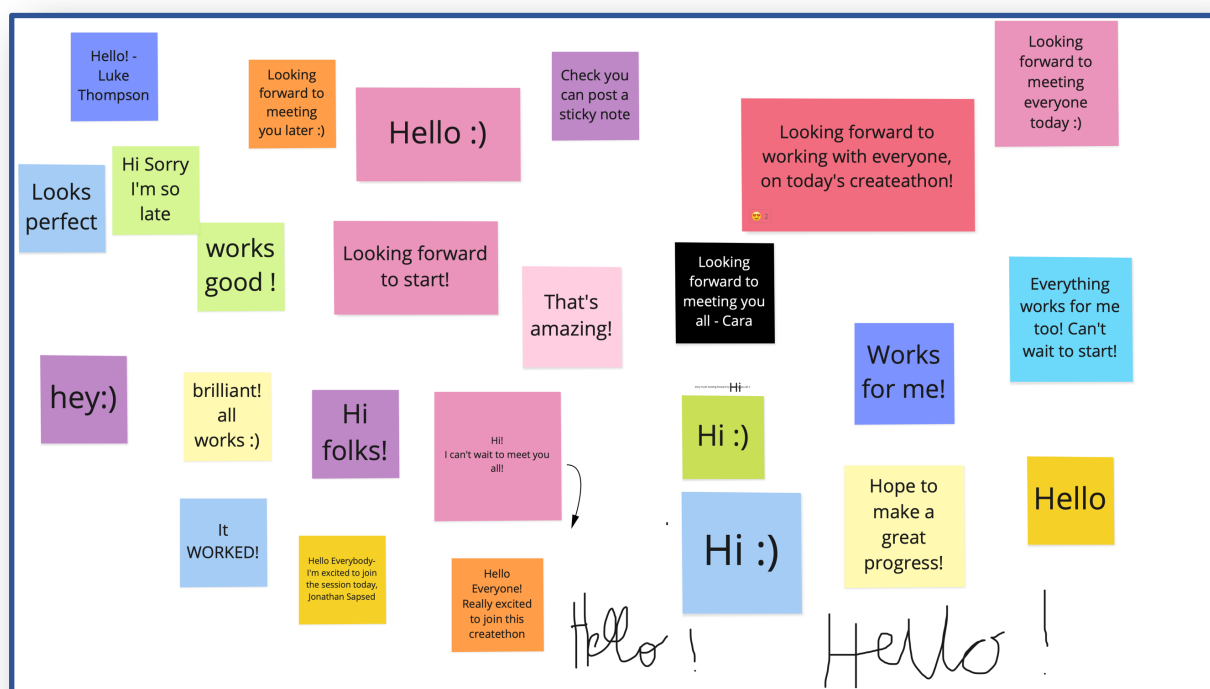 Hello! -
Luke
Thompson
Looking
forward to
meeting
you later :)
Hello :)
Check you
can post a
sticky note
Looking forward to
working with everyone,
on today's createathon!
Looking
forward to
meeting
everyone
today :)
Looks
perfect
Hi Sorry
I'm so
late
works
good !
Looking forward
to start!
That's
amazing!
Looking
forward to
meeting you
all - Cara
Works
for me!
Everything
works for me
too! Can't
wait to start!
hey:)
brilliant!
all
works :)
Hi
folks!
Hi!
I can't wait to meet you
all!
Hi
Hi :)
It
WORKED!
Hello Everybody-
I'm excited to join
the session today,
Jonathan Sapsed
Hello
Everyone!
Really excited
to join this
createthon
Hi :)
Hope to
make a
great
progress!
Hello
Hello !
Hello !